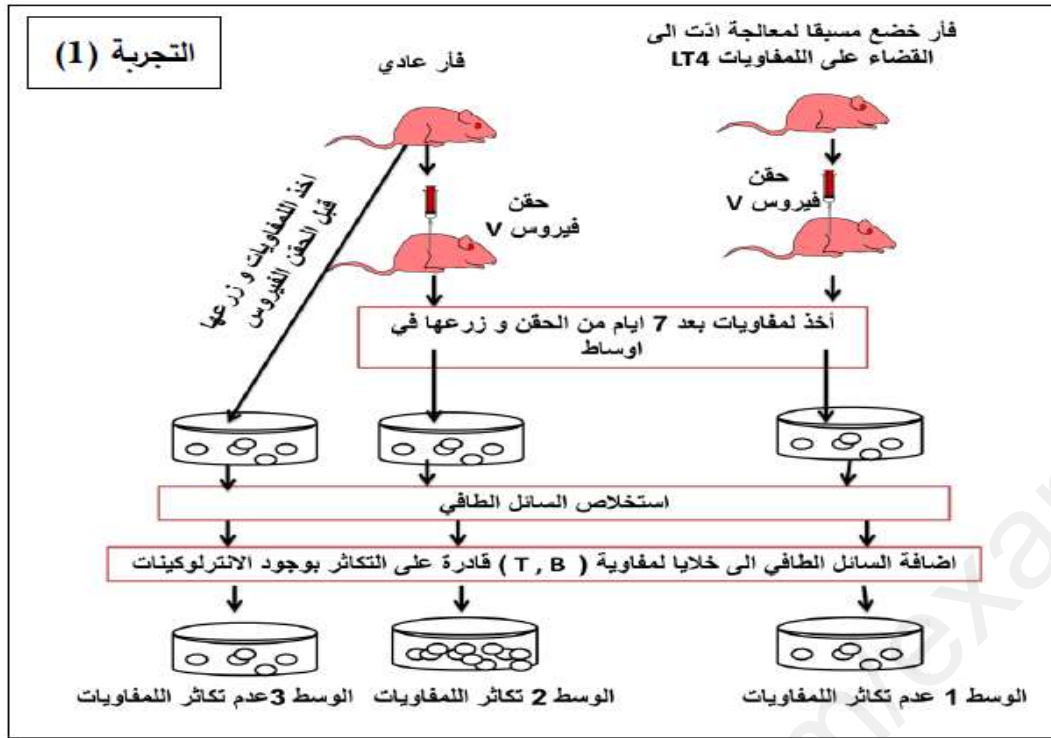 التجربة (1)
فأر خضع مسبقا لمعالجة ادّت الى
القضاء على اللمفاويات LT4
فأر عادي
حقن
فيروس V
حقن
فيروس V
اخذ اللمفاويات و زرعها
قبل الحقن الفيروس
أخذ لمفاويات بعد 7 ايام من الحقن و زرعها في
اوساط
استخلاص السائل الطافي
اضافة السائل الطافي الى خلايا لمفاوية ( T , B ) قادرة على التكاثر بوجود الانترلوكينات
الوسط 1 عدم تكاثر اللمفاويات
الوسط 2 تكاثر اللمفاويات
الوسط 3عدم تكاثر اللمفاويات